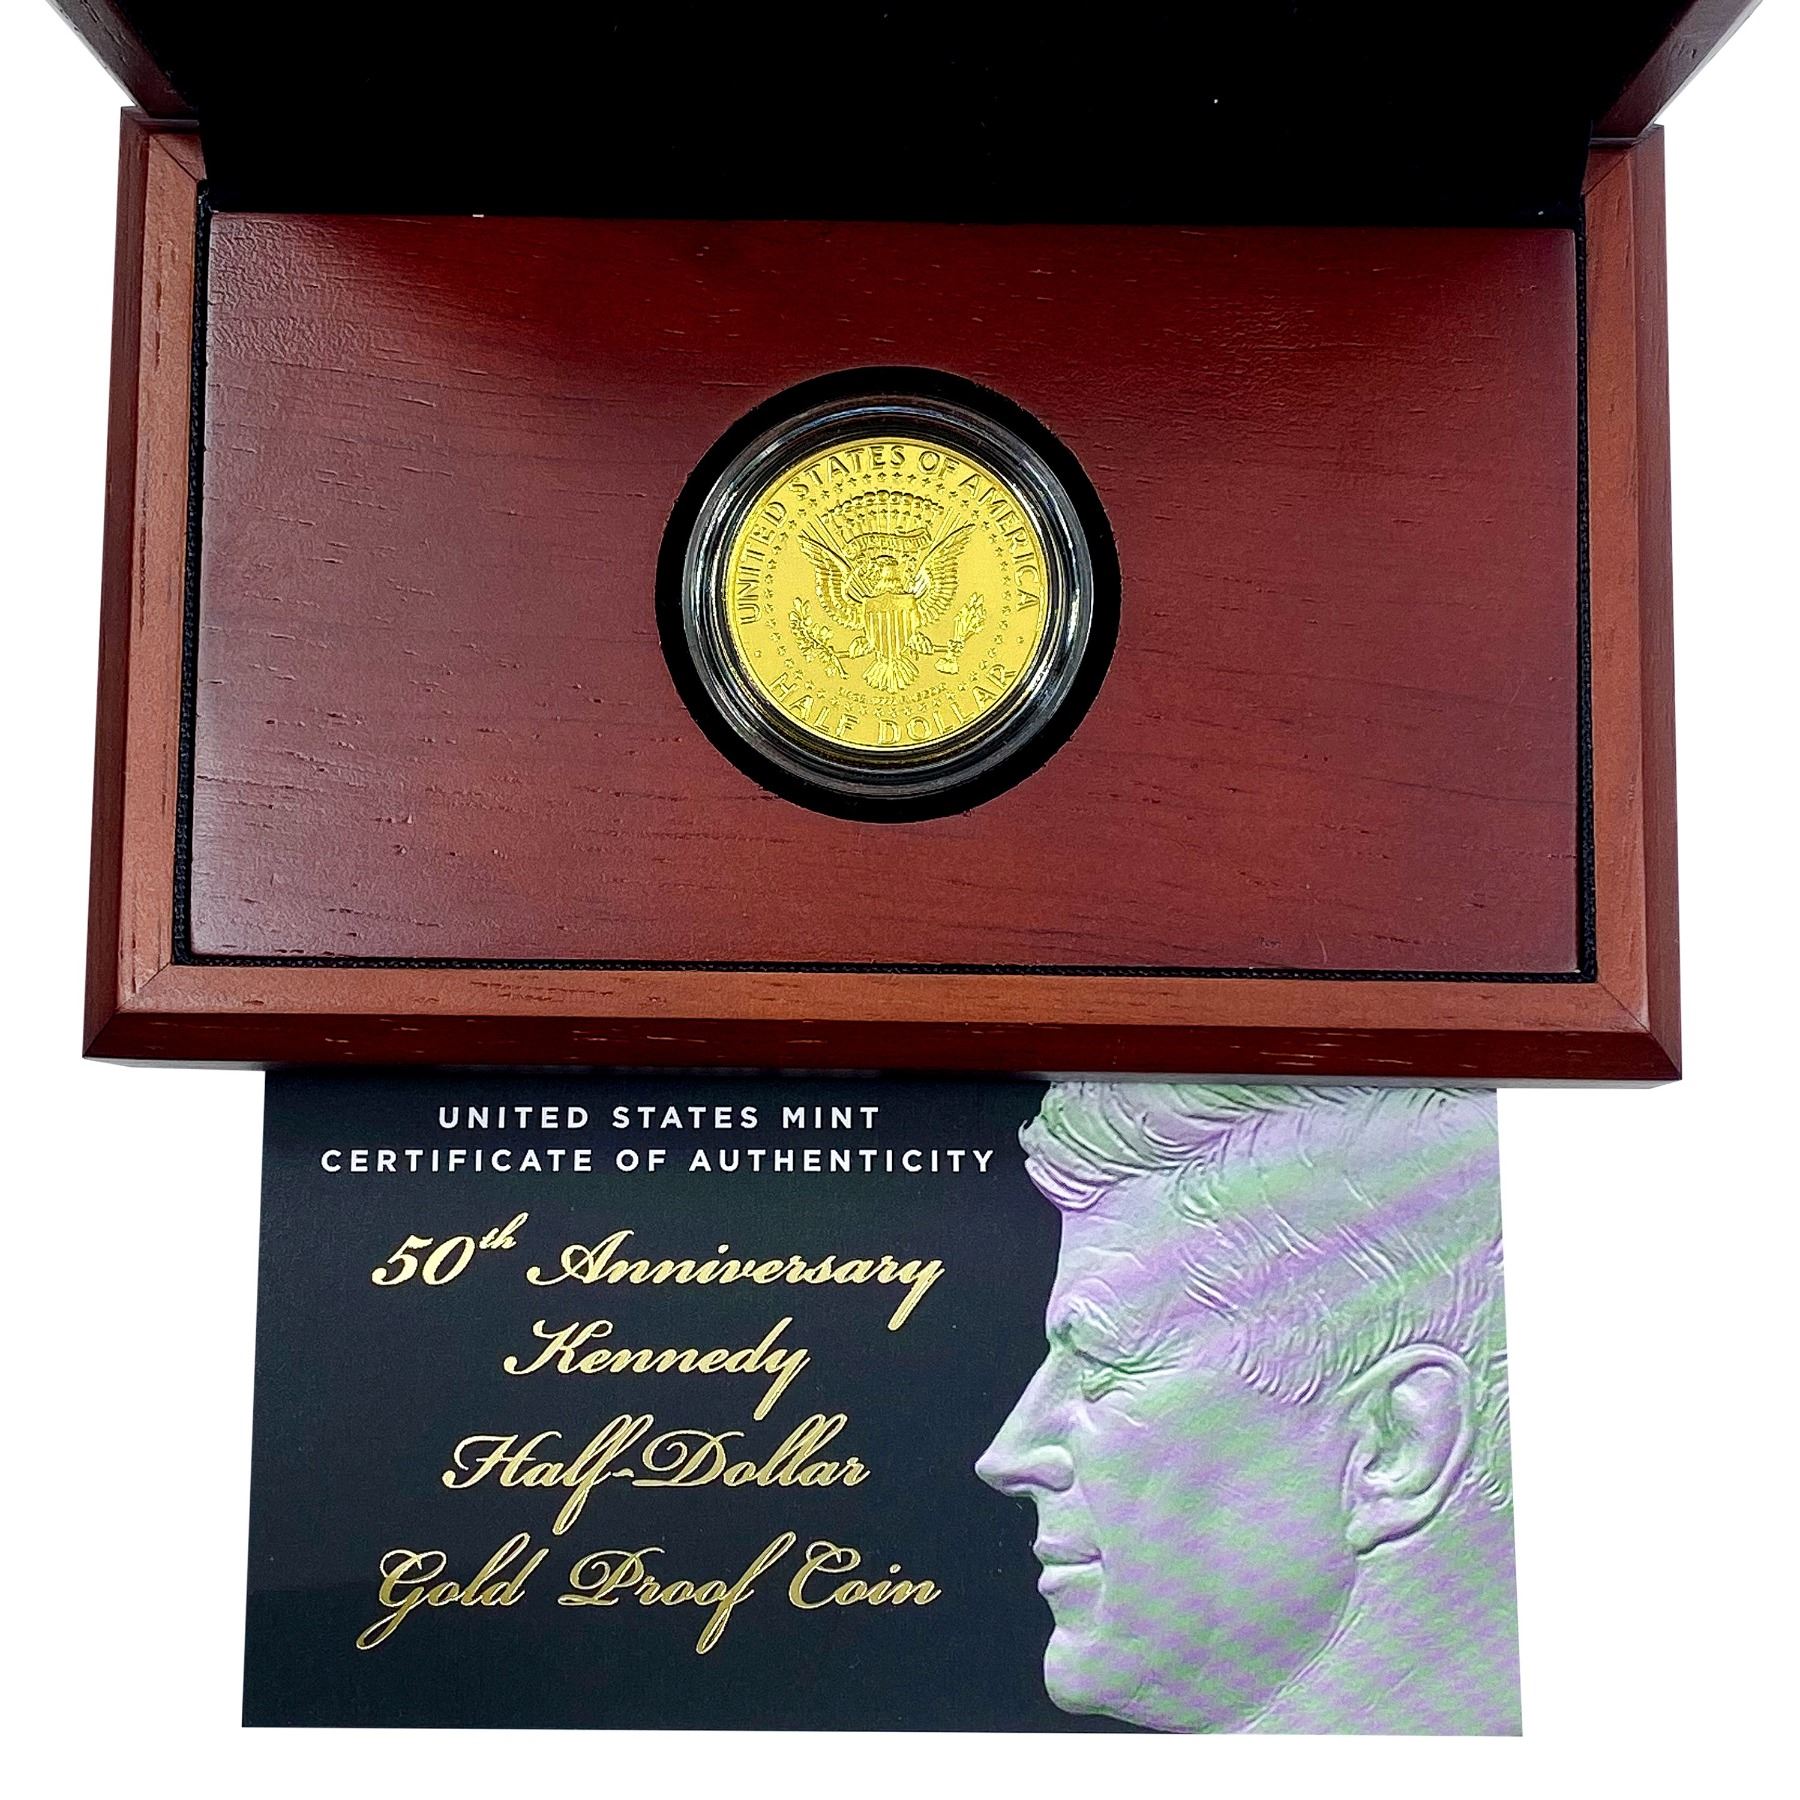 UNITED STATES OF AMERICA
HALF DOLLAR
UNITED STATES MINT
CERTIFICATE OF AUTHENTICITY
50th Anniversary
Kennedy
Half-Dollar
Gold Proof Coin